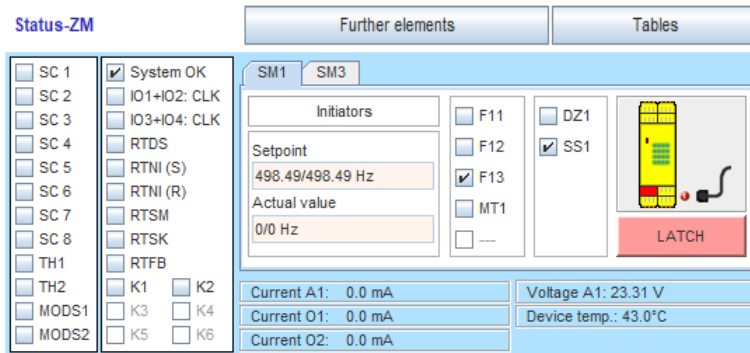 Status-ZM
Further elements
Tables
SC 1
SC 2
SC 3
SC 4
SC 5
SC 6
SC 7
SC 8
TH1
TH2
MODS1
MODS2
System OK
IO1+IO2: CLK
IO3+IO4: CLK
RTDS
RTNI (S)
RTNI (R)
RTSM
RTSK
RTFB
K1 K2
K3 K4
K5 K6
SM1 SM3
Initiators
Setpoint
498.49/498.49 Hz
Actual value
0/0 Hz
F11
F12
F13
MT1
---
DZ1
SS1
LATCH
Current A1: 0.0 mA
Current O1: 0.0 mA
Current O2: 0.0 mA
Voltage A1: 23.31 V
Device temp.: 43.0°C